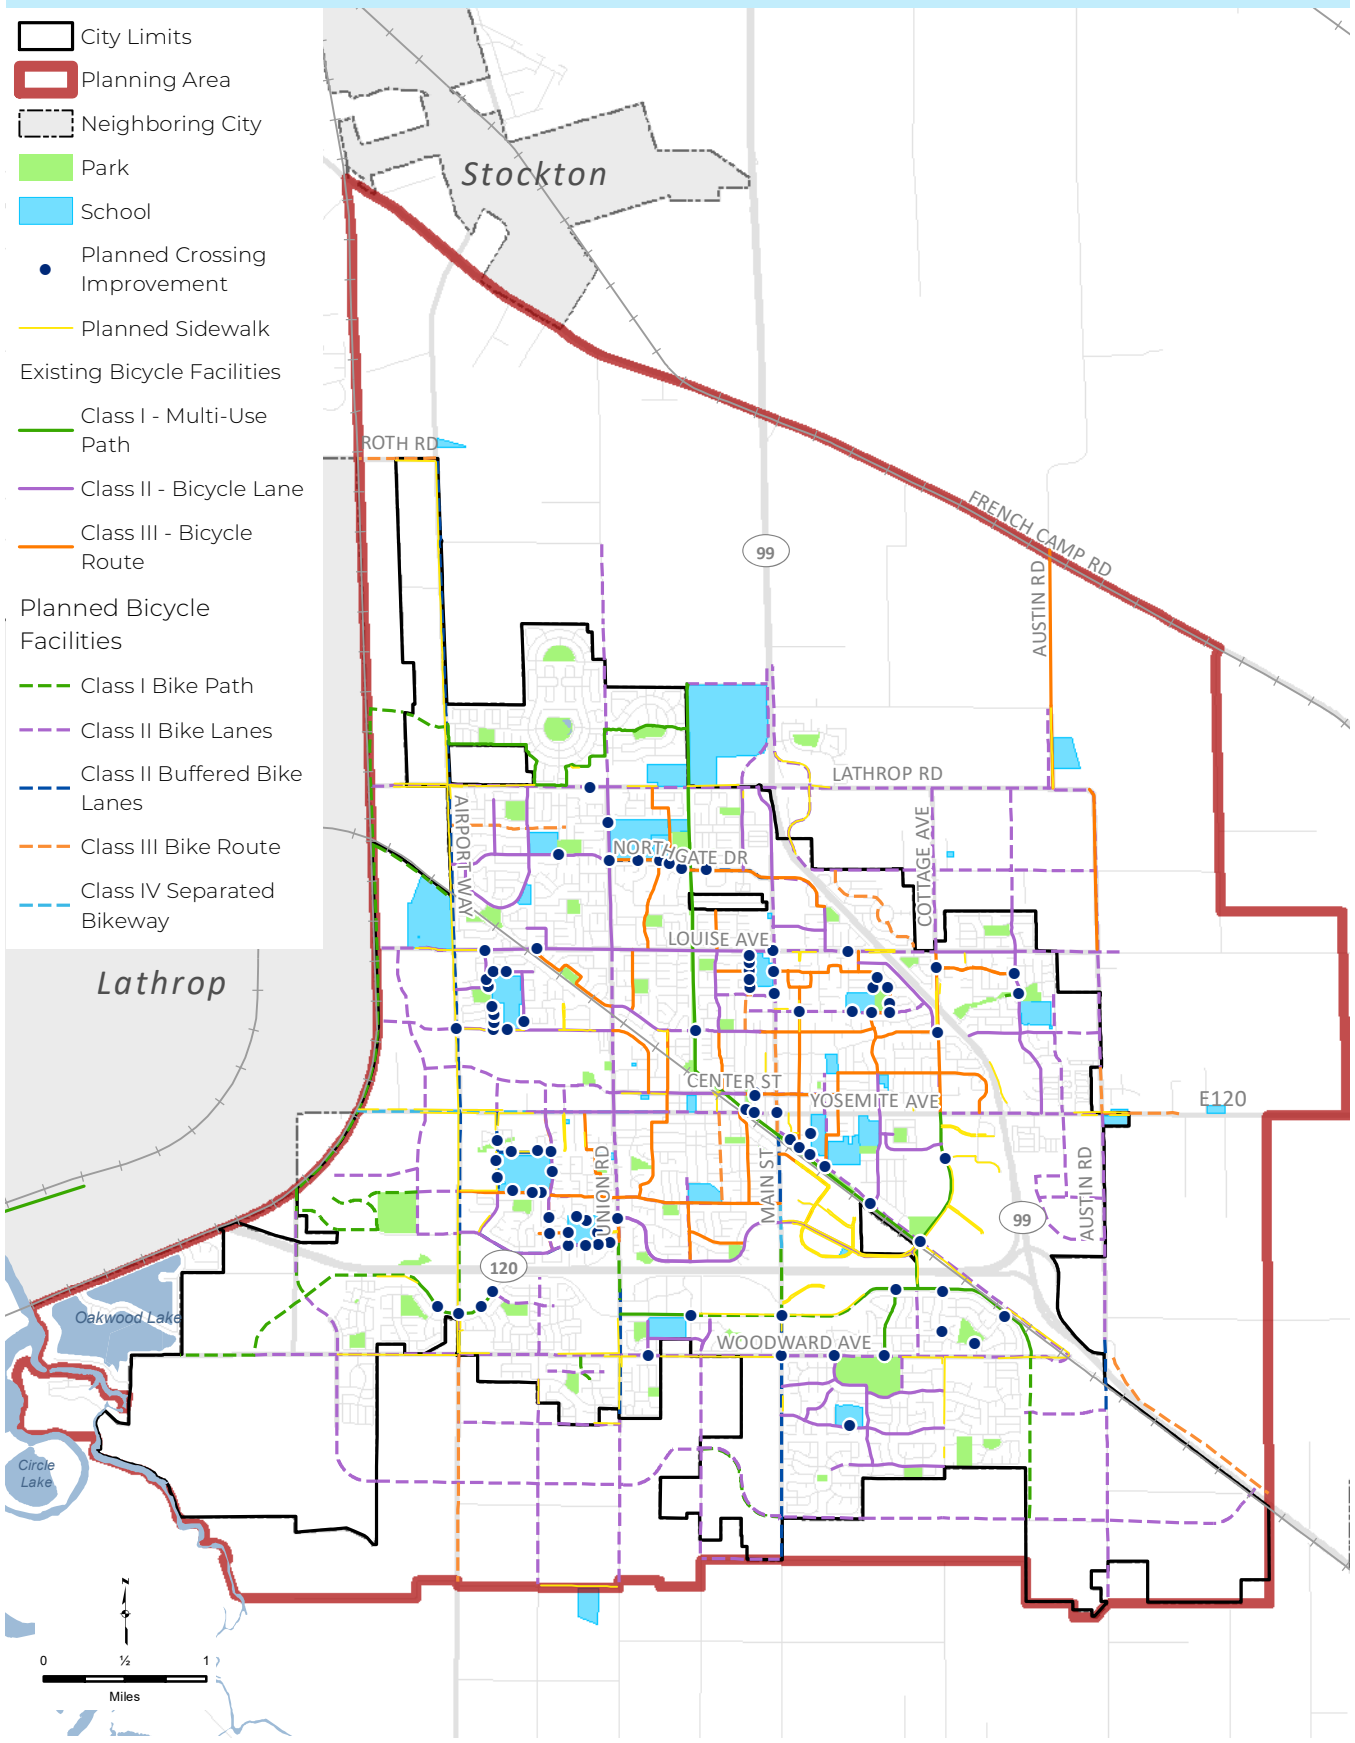 City Limits
Planning Area
Neighboring City
Park
School
Planned Crossing
Improvement
Planned Sidewalk
Existing Bicycle Facilities
Class I - Multi-Use
Path
Class II - Bicycle Lane
Class III - Bicycle
Route
Planned Bicycle
Facilities
Class I Bike Path
Class II Bike Lanes
Class II Buffered Bike
Lanes
Class III Bike Route
Class IV Separated
Bikeway
Stockton
ROTH RD
FRENCH CAMP RD
99
AUSTIN RD
LATHROP RD
AIRPORT WAY
COTTAGE AVE
NORTHGATE DR
LOUISE AVE
Lathrop
CENTER ST
YOSEMITE AVE
E120
UNION RD
MAIN ST
AUSTIN RD
99
120
Oakwood Lake
WOODWARD AVE
Circle
Lake
N
0 ½ 1
Miles